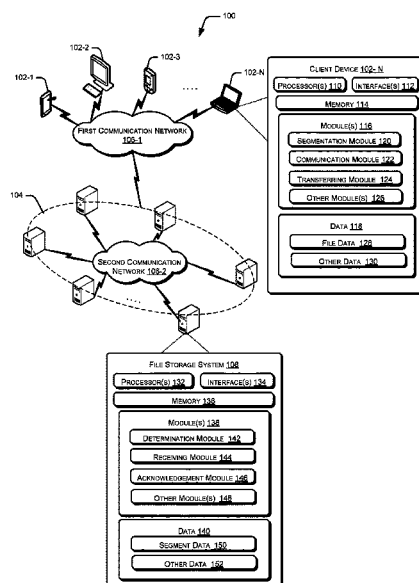 100
102-1
102-2
102-3
102-N
FIRST COMMUNICATION NETWORK 106-1
104
SECOND COMMUNICATION NETWORK 106-2
CLIENT DEVICE 102-N
PROCESSOR(S) 110
INTERFACE(S) 112
MEMORY 114
MODULE(S) 116
SEGMENTATION MODULE 120
COMMUNICATION MODULE 122
TRANSFERRING MODULE 124
OTHER MODULE(S) 126
DATA 118
FILE DATA 128
OTHER DATA 130
FILE STORAGE SYSTEM 108
PROCESSOR(S) 132
INTERFACE(S) 134
MEMORY 136
MODULE(S) 138
DETERMINATION MODULE 142
RECEIVING MODULE 144
ACKNOWLEDGEMENT MODULE 146
OTHER MODULE(S) 148
DATA 140
SEGMENT DATA 150
OTHER DATA 152